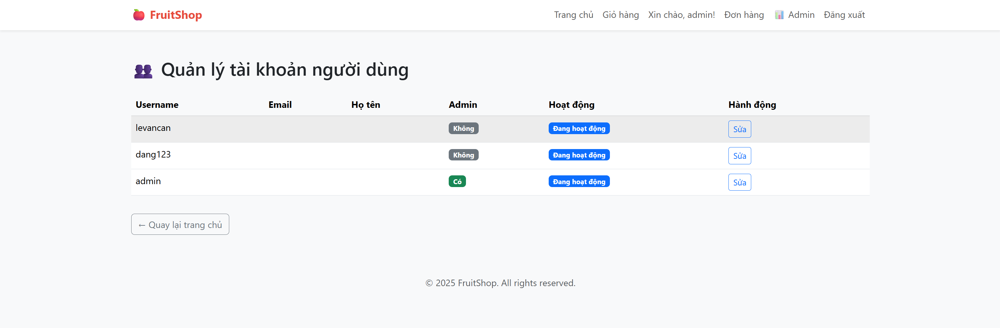 FruitShop Trang chủ Giỏ hàng Xin chào, admin! Đơn hàng Admin Đăng xuất
Quản lý tài khoản người dùng
Username Email Họ tên Admin Hoạt động Hành động
levancan Không Đang hoạt động Sửa
dang123 Không Đang hoạt động Sửa
admin Có Đang hoạt động Sửa
← Quay lại trang chủ
© 2025 FruitShop. All rights reserved.